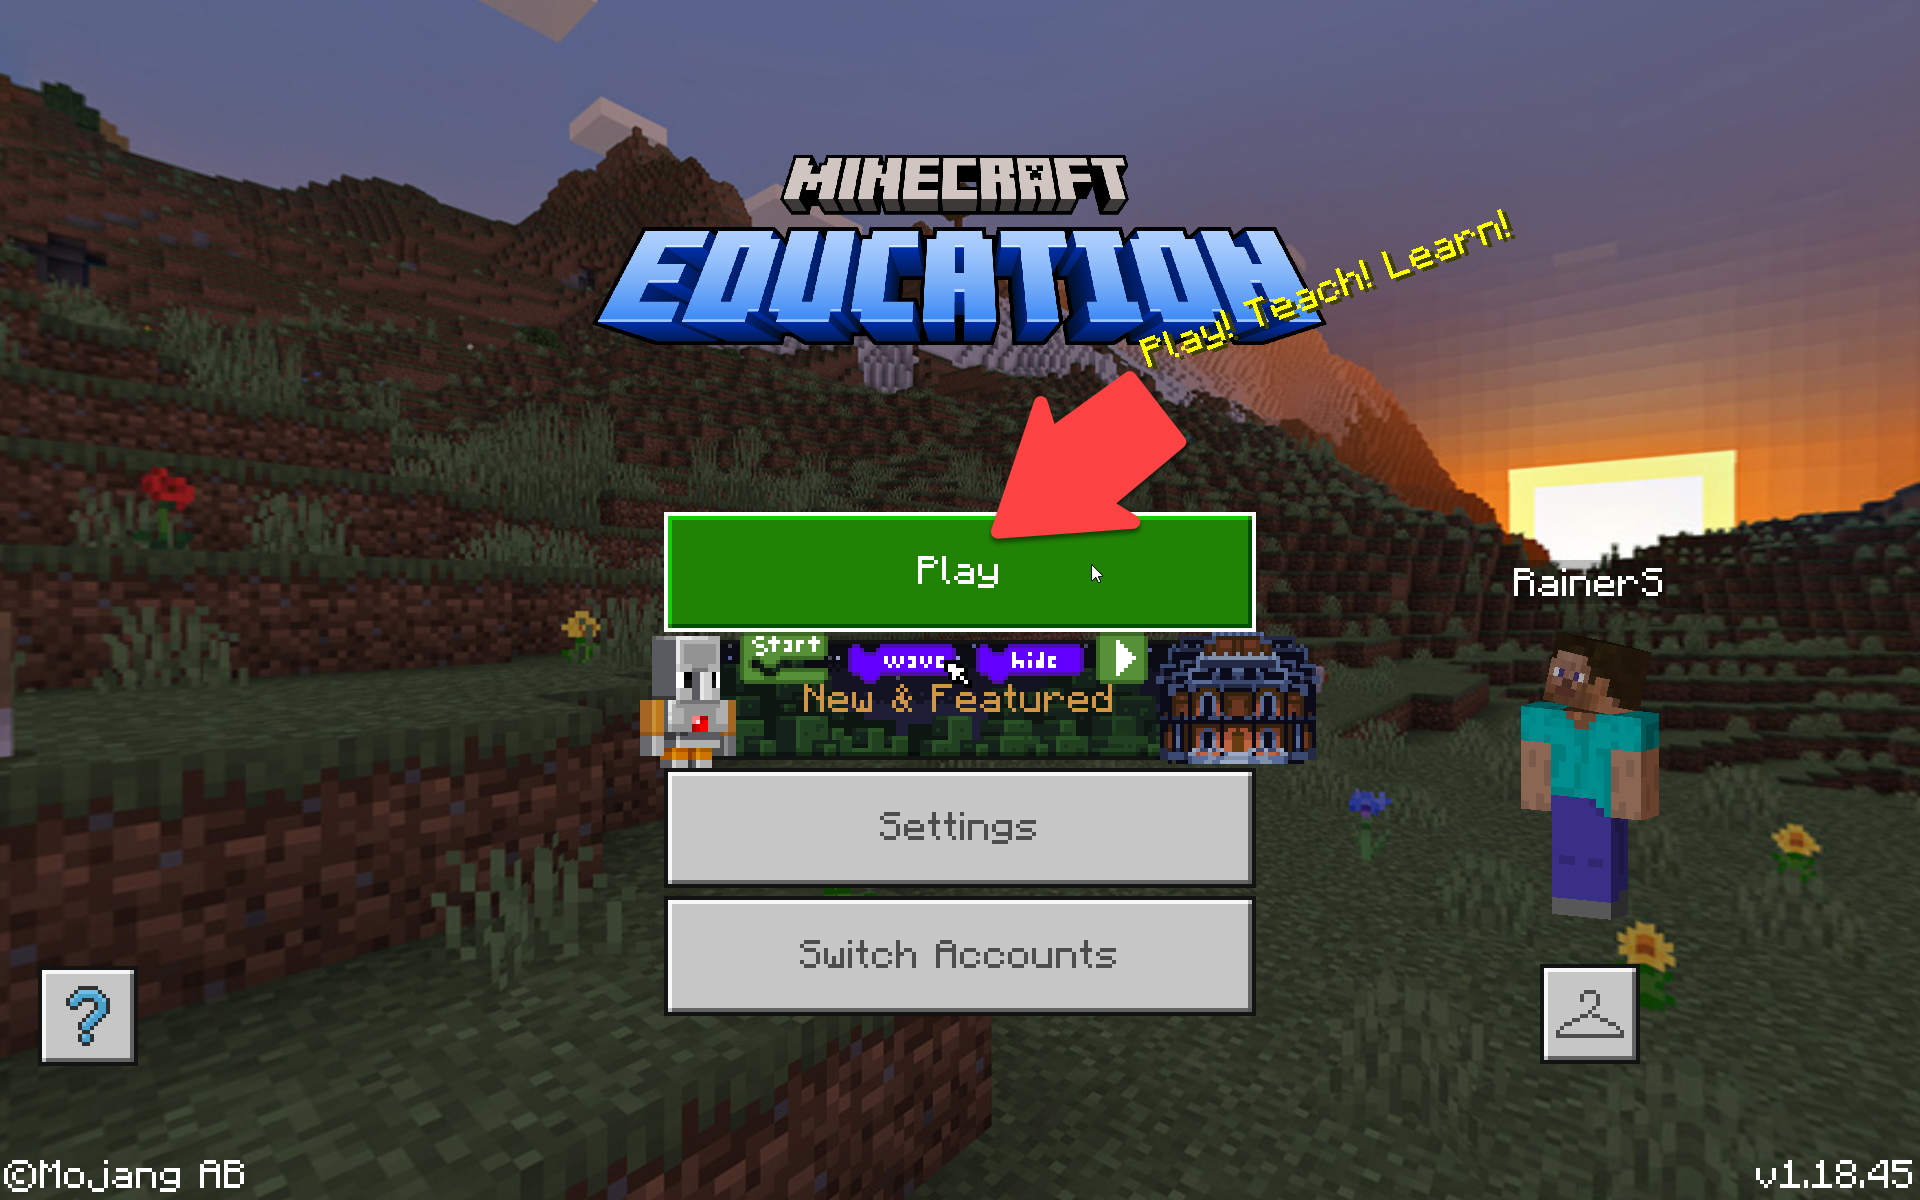 MINECRAFT
EDUCATION
Play! Teach! Learn!
Play
RainerS
Start
wave
hide
New & Featured
Settings
Switch Accounts
?
©Mojang AB
v1.18.45